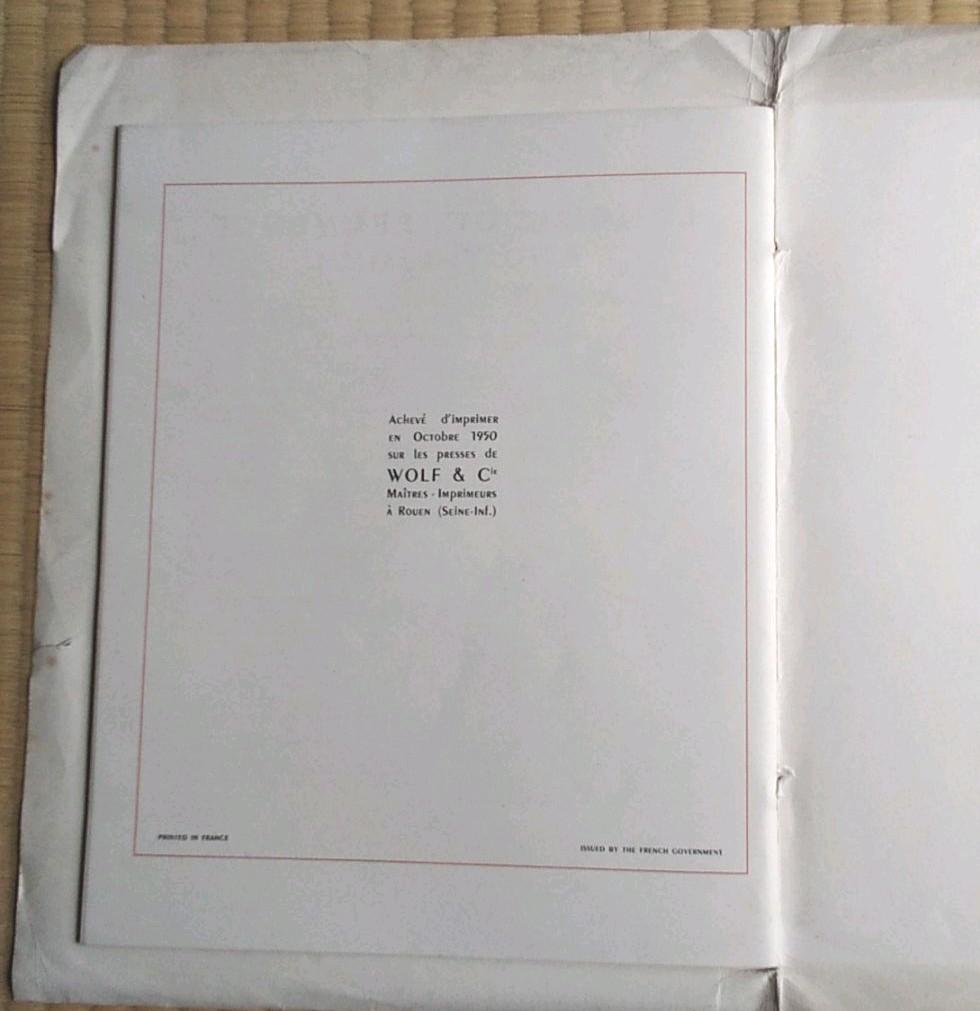 Achevé d'imprimer
en Octobre 1950
sur les presses de
WOLF & Cie
Maîtres - Imprimeurs
à Rouen (Seine-Inf.)
PRINTED IN FRANCE
ISSUED BY THE FRENCH GOVERNMENT